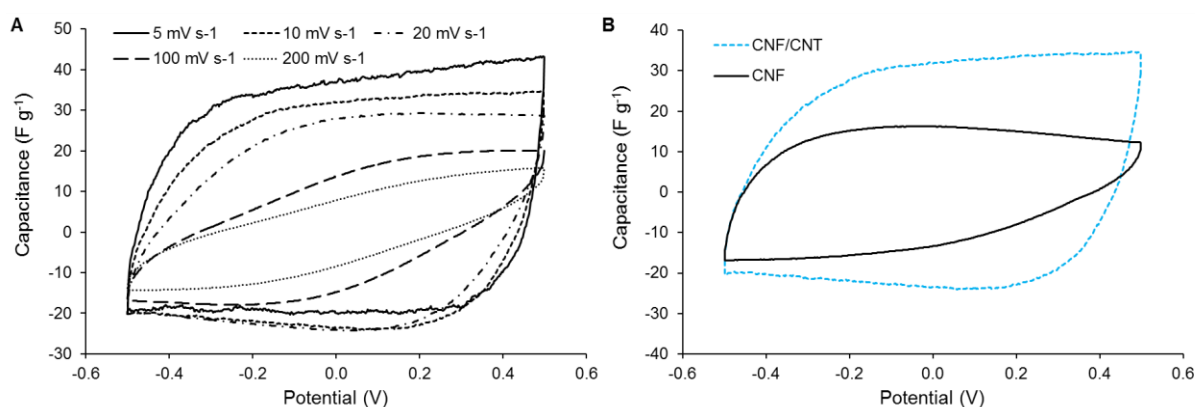 A
5 mV s-1 10 mV s-1 20 mV s-1
100 mV s-1 200 mV s-1
50
40
30
20
10
0
-10
-20
-30
Capacitance (F g⁻¹)
-0.6 -0.4 -0.2 0.0 0.2 0.4 0.6
Potential (V)
B
CNF/CNT
CNF
40
30
20
10
0
-10
-20
-30
-40
Capacitance (F g⁻¹)
-0.6 -0.4 -0.2 0.0 0.2 0.4 0.6
Potential (V)